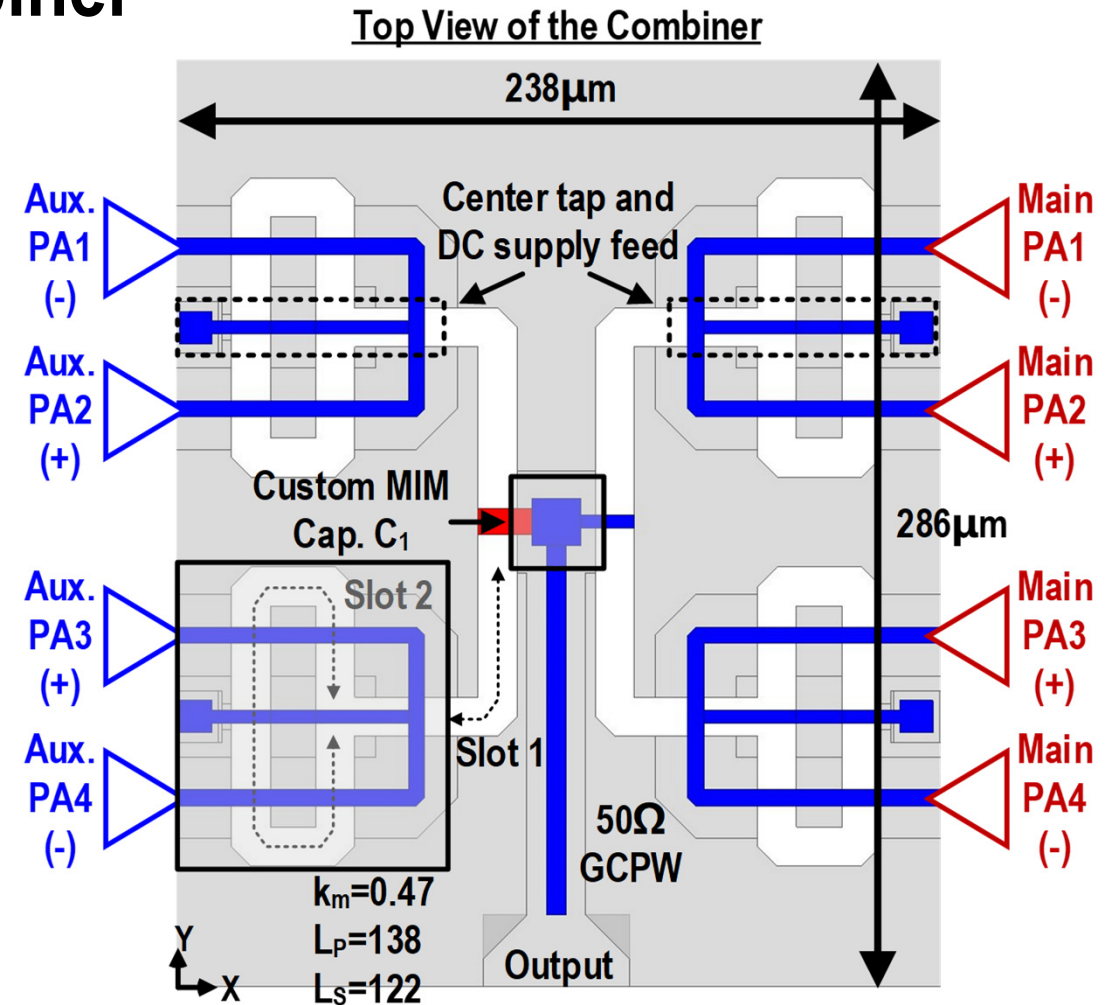 Top View of the Combiner
238μm
Aux.
PA1
(-)
Center tap and
DC supply feed
Main
PA1
(-)
Aux.
PA2
(+)
Main
PA2
(+)
Custom MIM
Cap. C1
286μm
Aux.
PA3
(+)
Slot 2
Main
PA3
(+)
Aux.
PA4
(-)
Slot 1
Main
PA4
(-)
50Ω
GCPW
km=0.47
LP=138
LS=122
Output
Y
X